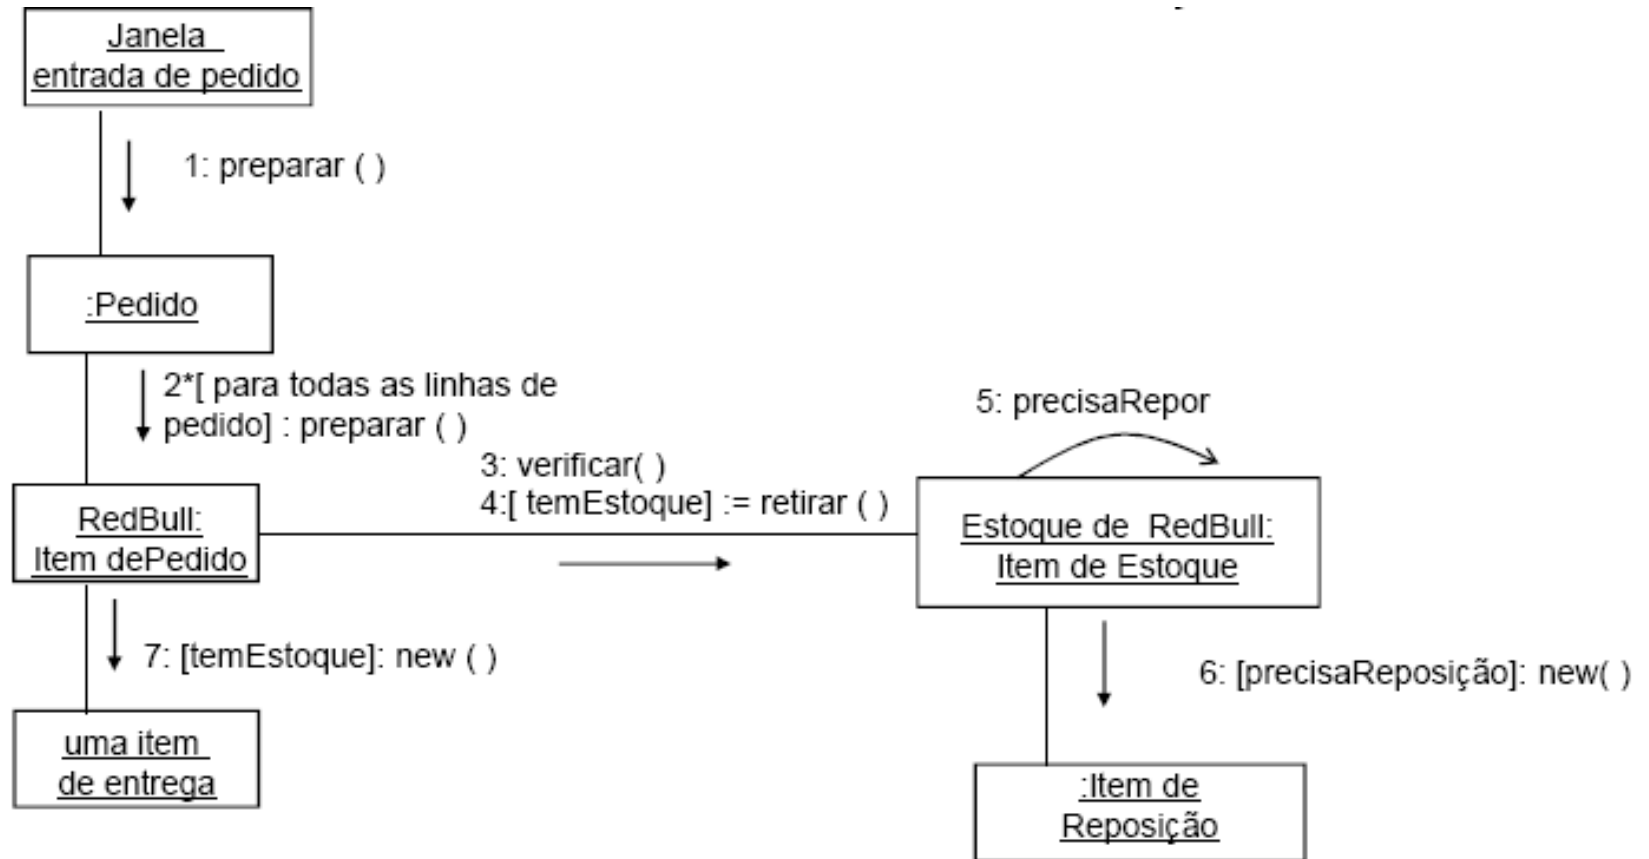 Janela
entrada de pedido
1: preparar ( )
:Pedido
2*[ para todas as linhas de
pedido] : preparar ( )
5: precisaRepor
3: verificar( )
4:[ temEstoque] := retirar ( )
RedBull:
Item dePedido
Estoque de  RedBull:
Item de Estoque
7: [temEstoque]: new ( )
6: [precisaReposição]: new( )
uma item
de entrega
:Item de
Reposição